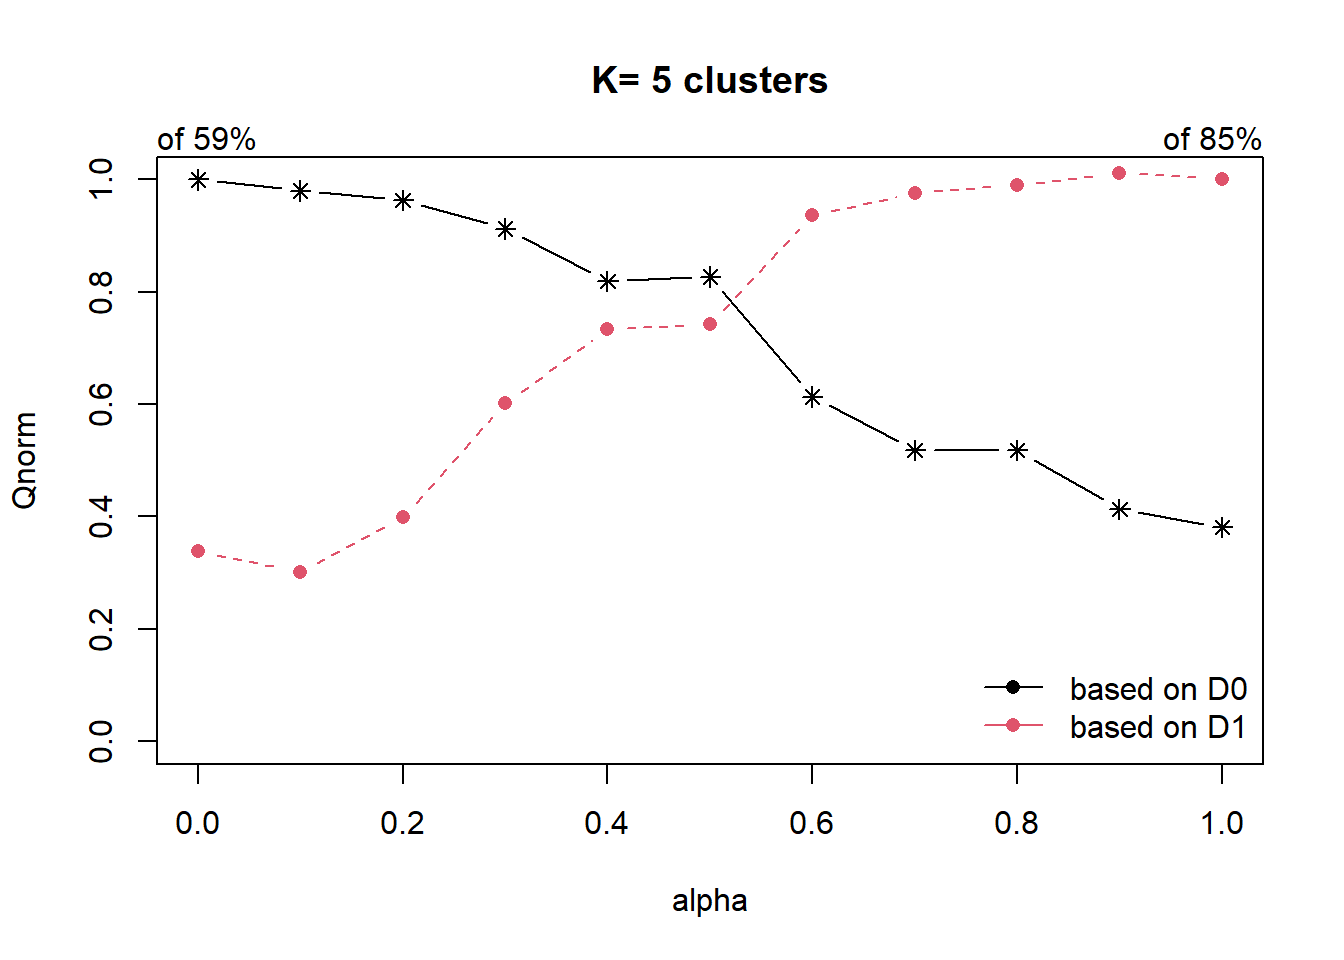 K= 5 clusters
of 59%
of 85%
Qnorm
1.0
0.8
0.6
0.4
0.2
0.0
based on D0
based on D1
0.0 0.2 0.4 0.6 0.8 1.0
alpha